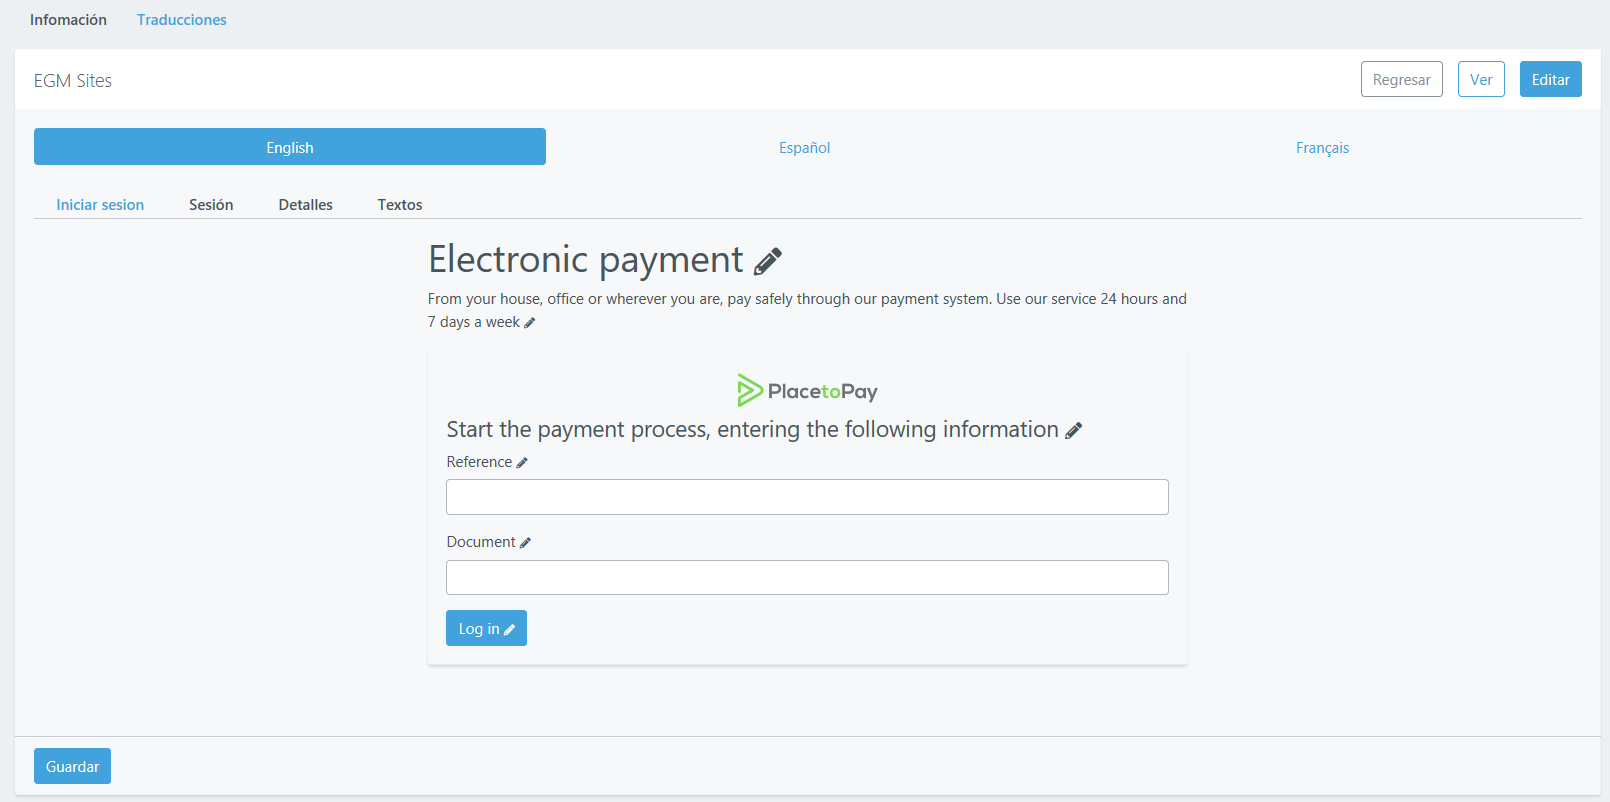 Infomación Traducciones
EGM Sites Regresar Ver Editar
English Español Français
Iniciar sesion Sesión Detalles Textos
Electronic payment
From your house, office or wherever you are, pay safely through our payment system. Use our service 24 hours and
7 days a week
PlacetoPay
Start the payment process, entering the following information
Reference
Document
Log in
Guardar